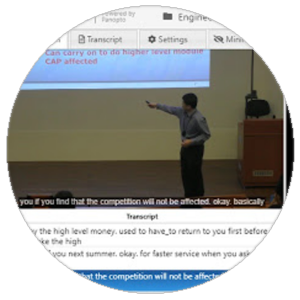 Powered by
Panopto
Engine
Transcript
Settings
Mini
Can carry on to do higher level module
CAP affected
you if you find that the competition will not be affected. okay. basically
Transcript
y the high level money. used to have_to return to you first before
ke the high
you next summer. okay. for faster service when you ask
hat the competition will not be affected